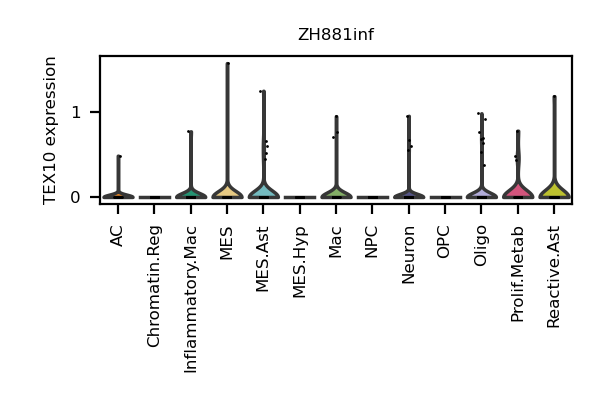 ZH881inf
TEX10 expression
1
0
AC
Chromatin.Reg
Inflammatory.Mac
MES
MES.Ast
MES.Hyp
Mac
NPC
Neuron
OPC
Oligo
Prolif.Metab
Reactive.Ast